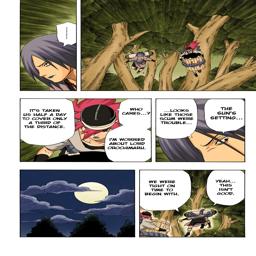 ...........
THE
SUN'S
SETTING...
...LOOKS
LIKE THOSE
SCUM WERE
TROUBLE...
WHO
CARES...?
I'M WORRIED
ABOUT LORD
OROCHIMARU.
IT'S TAKEN
US HALF A DAY
TO COVER ONLY
A THIRD OF
THE DISTANCE.
YEAH...
THIS
ISN'T
GOOD.
WE WERE
TIGHT ON
TIME TO
BEGIN WITH.